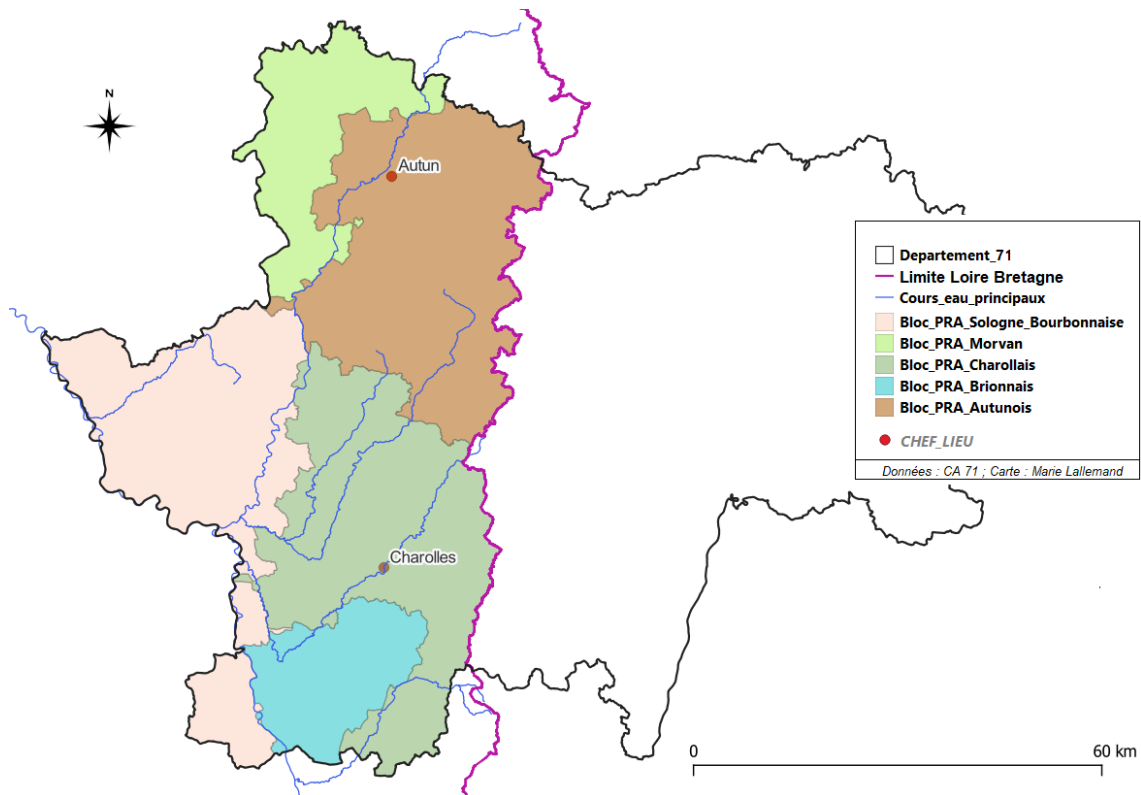 N
Autun
Departement_71
Limite Loire Bretagne
Cours_eau_principaux
Bloc_PRA_Sologne_Bourbonnaise
Bloc_PRA_Morvan
Bloc_PRA_Charollais
Bloc_PRA_Brionnais
Bloc_PRA_Autunois
CHEF_LIEU
Données : CA 71 ; Carte : Marie Lallemand
Charolles
0
60 km